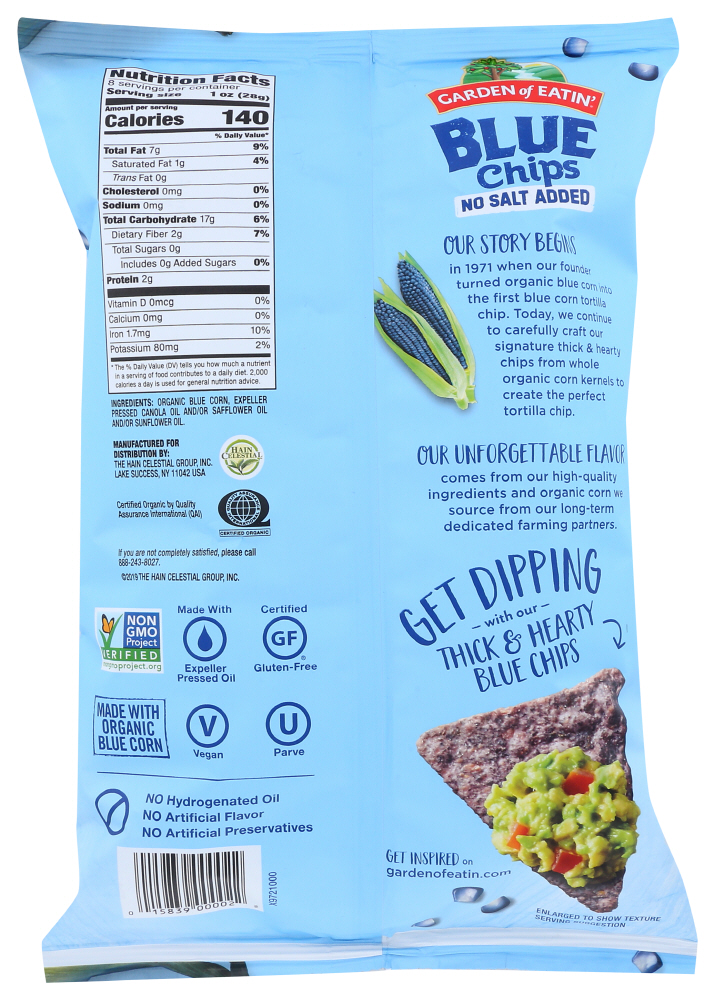 Nutrition Facts
8 servings per container
Serving size 1 oz (28g)
Amount per serving
Calories 140
% Daily Value*
Total Fat 7g 9%
Saturated Fat 1g 4%
Trans Fat 0g
Cholesterol 0mg 0%
Sodium 0mg 0%
Total Carbohydrate 17g 6%
Dietary Fiber 2g 7%
Total Sugars 0g
Includes 0g Added Sugars 0%
Protein 2g
Vitamin D 0mcg 0%
Calcium 0mg 0%
Iron 1.7mg 10%
Potassium 80mg 2%
*The % Daily Value (DV) tells you how much a nutrient
in a serving of food contributes to a daily diet. 2,000
calories a day is used for general nutrition advice.
INGREDIENTS: ORGANIC BLUE CORN, EXPELLER
PRESSED CANOLA OIL AND/OR SAFFLOWER OIL
AND/OR SUNFLOWER OIL.
MANUFACTURED FOR
DISTRIBUTION BY:
THE HAIN CELESTIAL GROUP, INC.
LAKE SUCCESS, NY 11042 USA
HAIN
CELESTIAL
Certified Organic by Quality
Assurance International (QAI)
CERTIFIED ORGANIC
If you are not completely satisfied, please call
888-243-8027.
©2019 THE HAIN CELESTIAL GROUP, INC.
NON
GMO
Project
ERIFIED
ngmoproject.org
Made With
Expeller
Pressed Oil
Certified
GF
Gluten-Free
MADE WITH
ORGANIC
BLUE CORN
V
Vegan
U
Parve
NO Hydrogenated Oil
NO Artificial Flavor
NO Artificial Preservatives
0 15839 00002
X9721000
GARDEN of EATIN'
BLUE
Chips
NO SALT ADDED
OUR STORY BEGINS
in 1971 when our founder
turned organic blue corn into
the first blue corn tortilla
chip. Today, we continue
to carefully craft our
signature thick & hearty
chips from whole
organic corn kernels to
create the perfect
tortilla chip.
OUR UNFORGETTABLE FLAVOR
comes from our high-quality
ingredients and organic corn we
source from our long-term
dedicated farming partners.
GET DIPPING
- with our -
THICK & HEARTY
BLUE CHIPS
GET INSPIRED on
gardenofeatin.com
ENLARGED TO SHOW TEXTURE
SERVING SUGGESTION